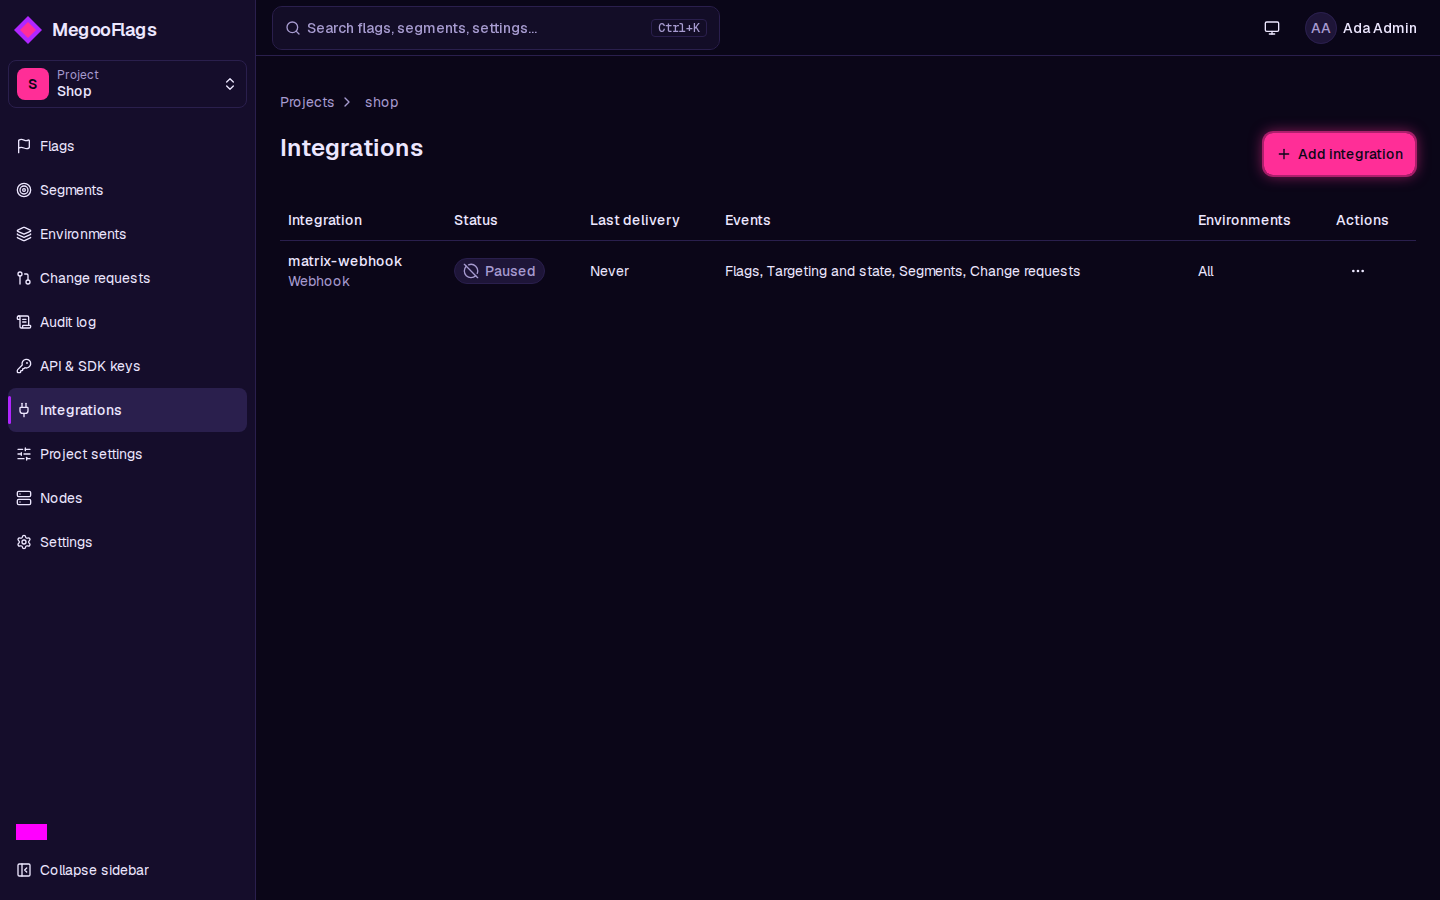 MegooFlags
Search flags, segments, settings...
Ctrl+K
AA
Ada Admin
S
Project
Shop
Flags
Segments
Environments
Change requests
Audit log
API & SDK keys
Integrations
Project settings
Nodes
Settings
Collapse sidebar
Projects
shop
Integrations
Add integration
Integration Status Last delivery Events Environments Actions
matrix-webhook
Webhook
Paused
Never
Flags, Targeting and state, Segments, Change requests
All